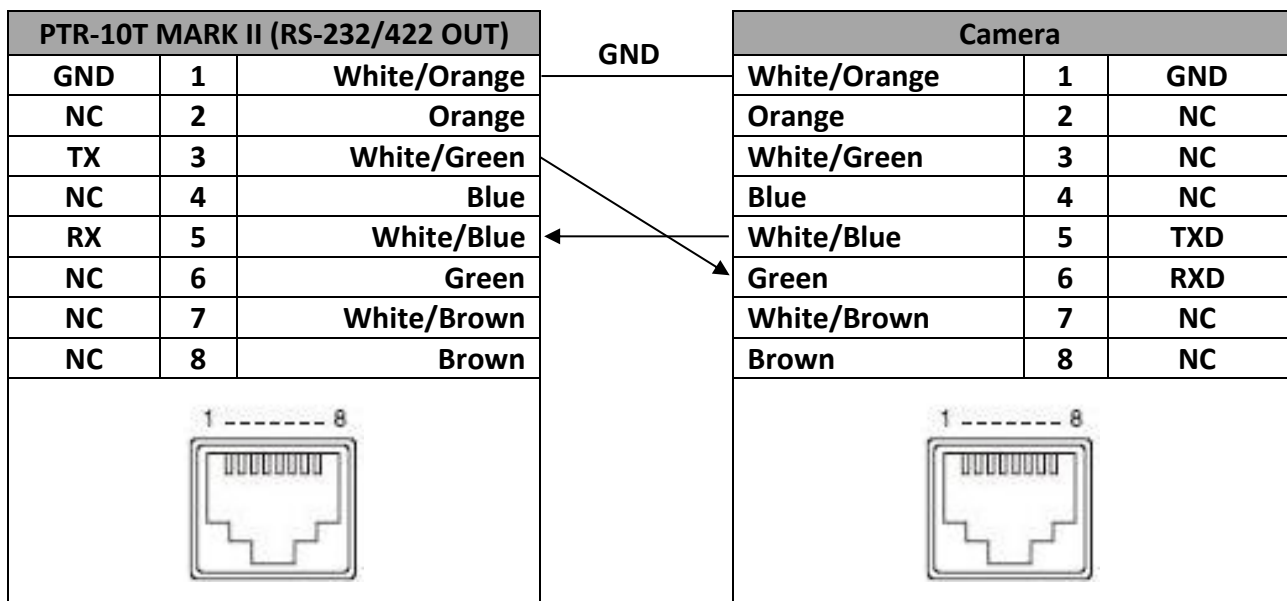 PTR-10T MARK II (RS-232/422 OUT) GND Camera
GND 1 White/Orange White/Orange 1 GND
NC 2 Orange Orange 2 NC
TX 3 White/Green White/Green 3 NC
NC 4 Blue Blue 4 NC
RX 5 White/Blue White/Blue 5 TXD
NC 6 Green Green 6 RXD
NC 7 White/Brown White/Brown 7 NC
NC 8 Brown Brown 8 NC
1 -------- 8 1 -------- 8